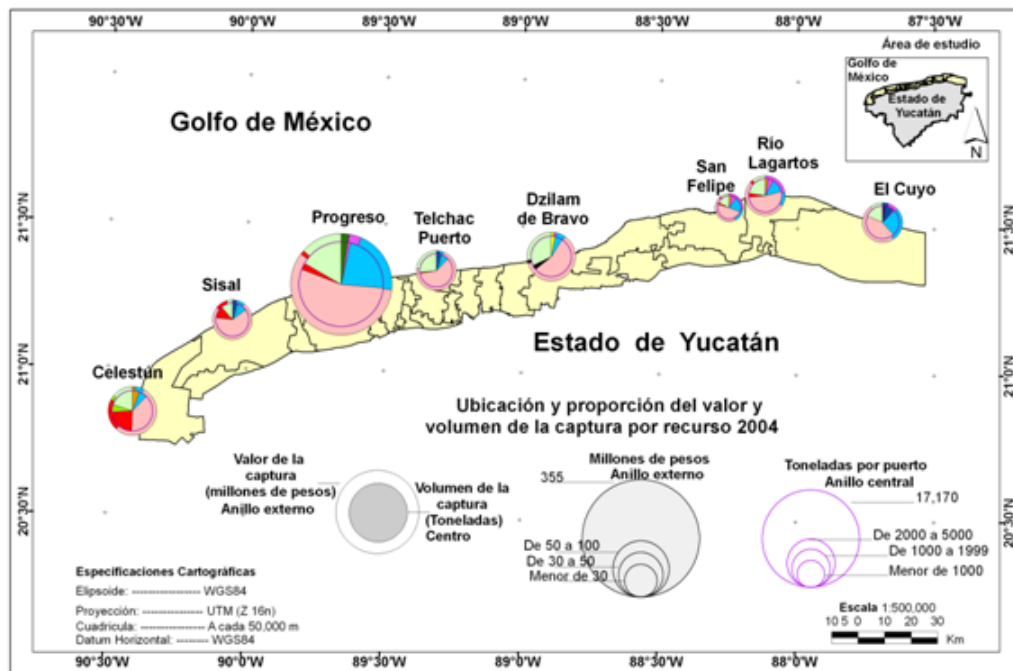 90°30'W 90°0'W 89°30'W 89°0'W 88°30'W 88°0'W 87°30'W
Área de estudio
Golfo de
México
Estado de
Yucatán
N
Golfo de México
Río
Lagartos
San
Felipe
El Cuyo
Dzilam
de Bravo
Progreso
Telchac
Puerto
Sisal
Celestún
21°30'N
21°30'N
21°0'N
21°0'N
20°30'N
20°30'N
Estado de Yucatán
Ubicación y proporción del valor y
volumen de la captura por recurso 2004
Valor de la
captura
(millones de pesos)
Anillo externo
Volumen de la
captura
(Toneladas)
Centro
Millones de pesos
Anillo externo
355
De 50 a 100
De 30 a 50
Menor de 30
Toneladas por puerto
Anillo central
17,170
De 2000 a 5000
De 1000 a 1999
Menor de 1000
Especificaciones Cartográficas
Elipsoide: ----------------- WGS84
Proyección: -------------- UTM (Z 16n)
Cuadricula: ---------------- A cada 50,000 m
Datum Horizontal: -------- WGS84
Escala 1:500,000
10 5 0 10 20 30
Km
90°30'W 90°0'W 89°30'W 89°0'W 88°30'W 88°0'W